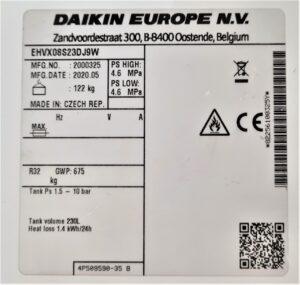 DAIKIN EUROPE N.V.
Zandvoordestraat 300, B-8400 Oostende, Belgium
EHVX08S23DJ9W
MFG.NO. : 2000325
MFG.DATE : 2020.05
: 122 kg
PS HIGH:
4.6 MPa
PS LOW:
4.6 MPa
MADE IN: CZECH REP.
Hz V A
MAX.
R32 GWP: 675
kg
Tank Ps 1.5 – 10 bar
Tank volume 230L
Heat loss 1.4 kWh/24h
4P509590-35 B